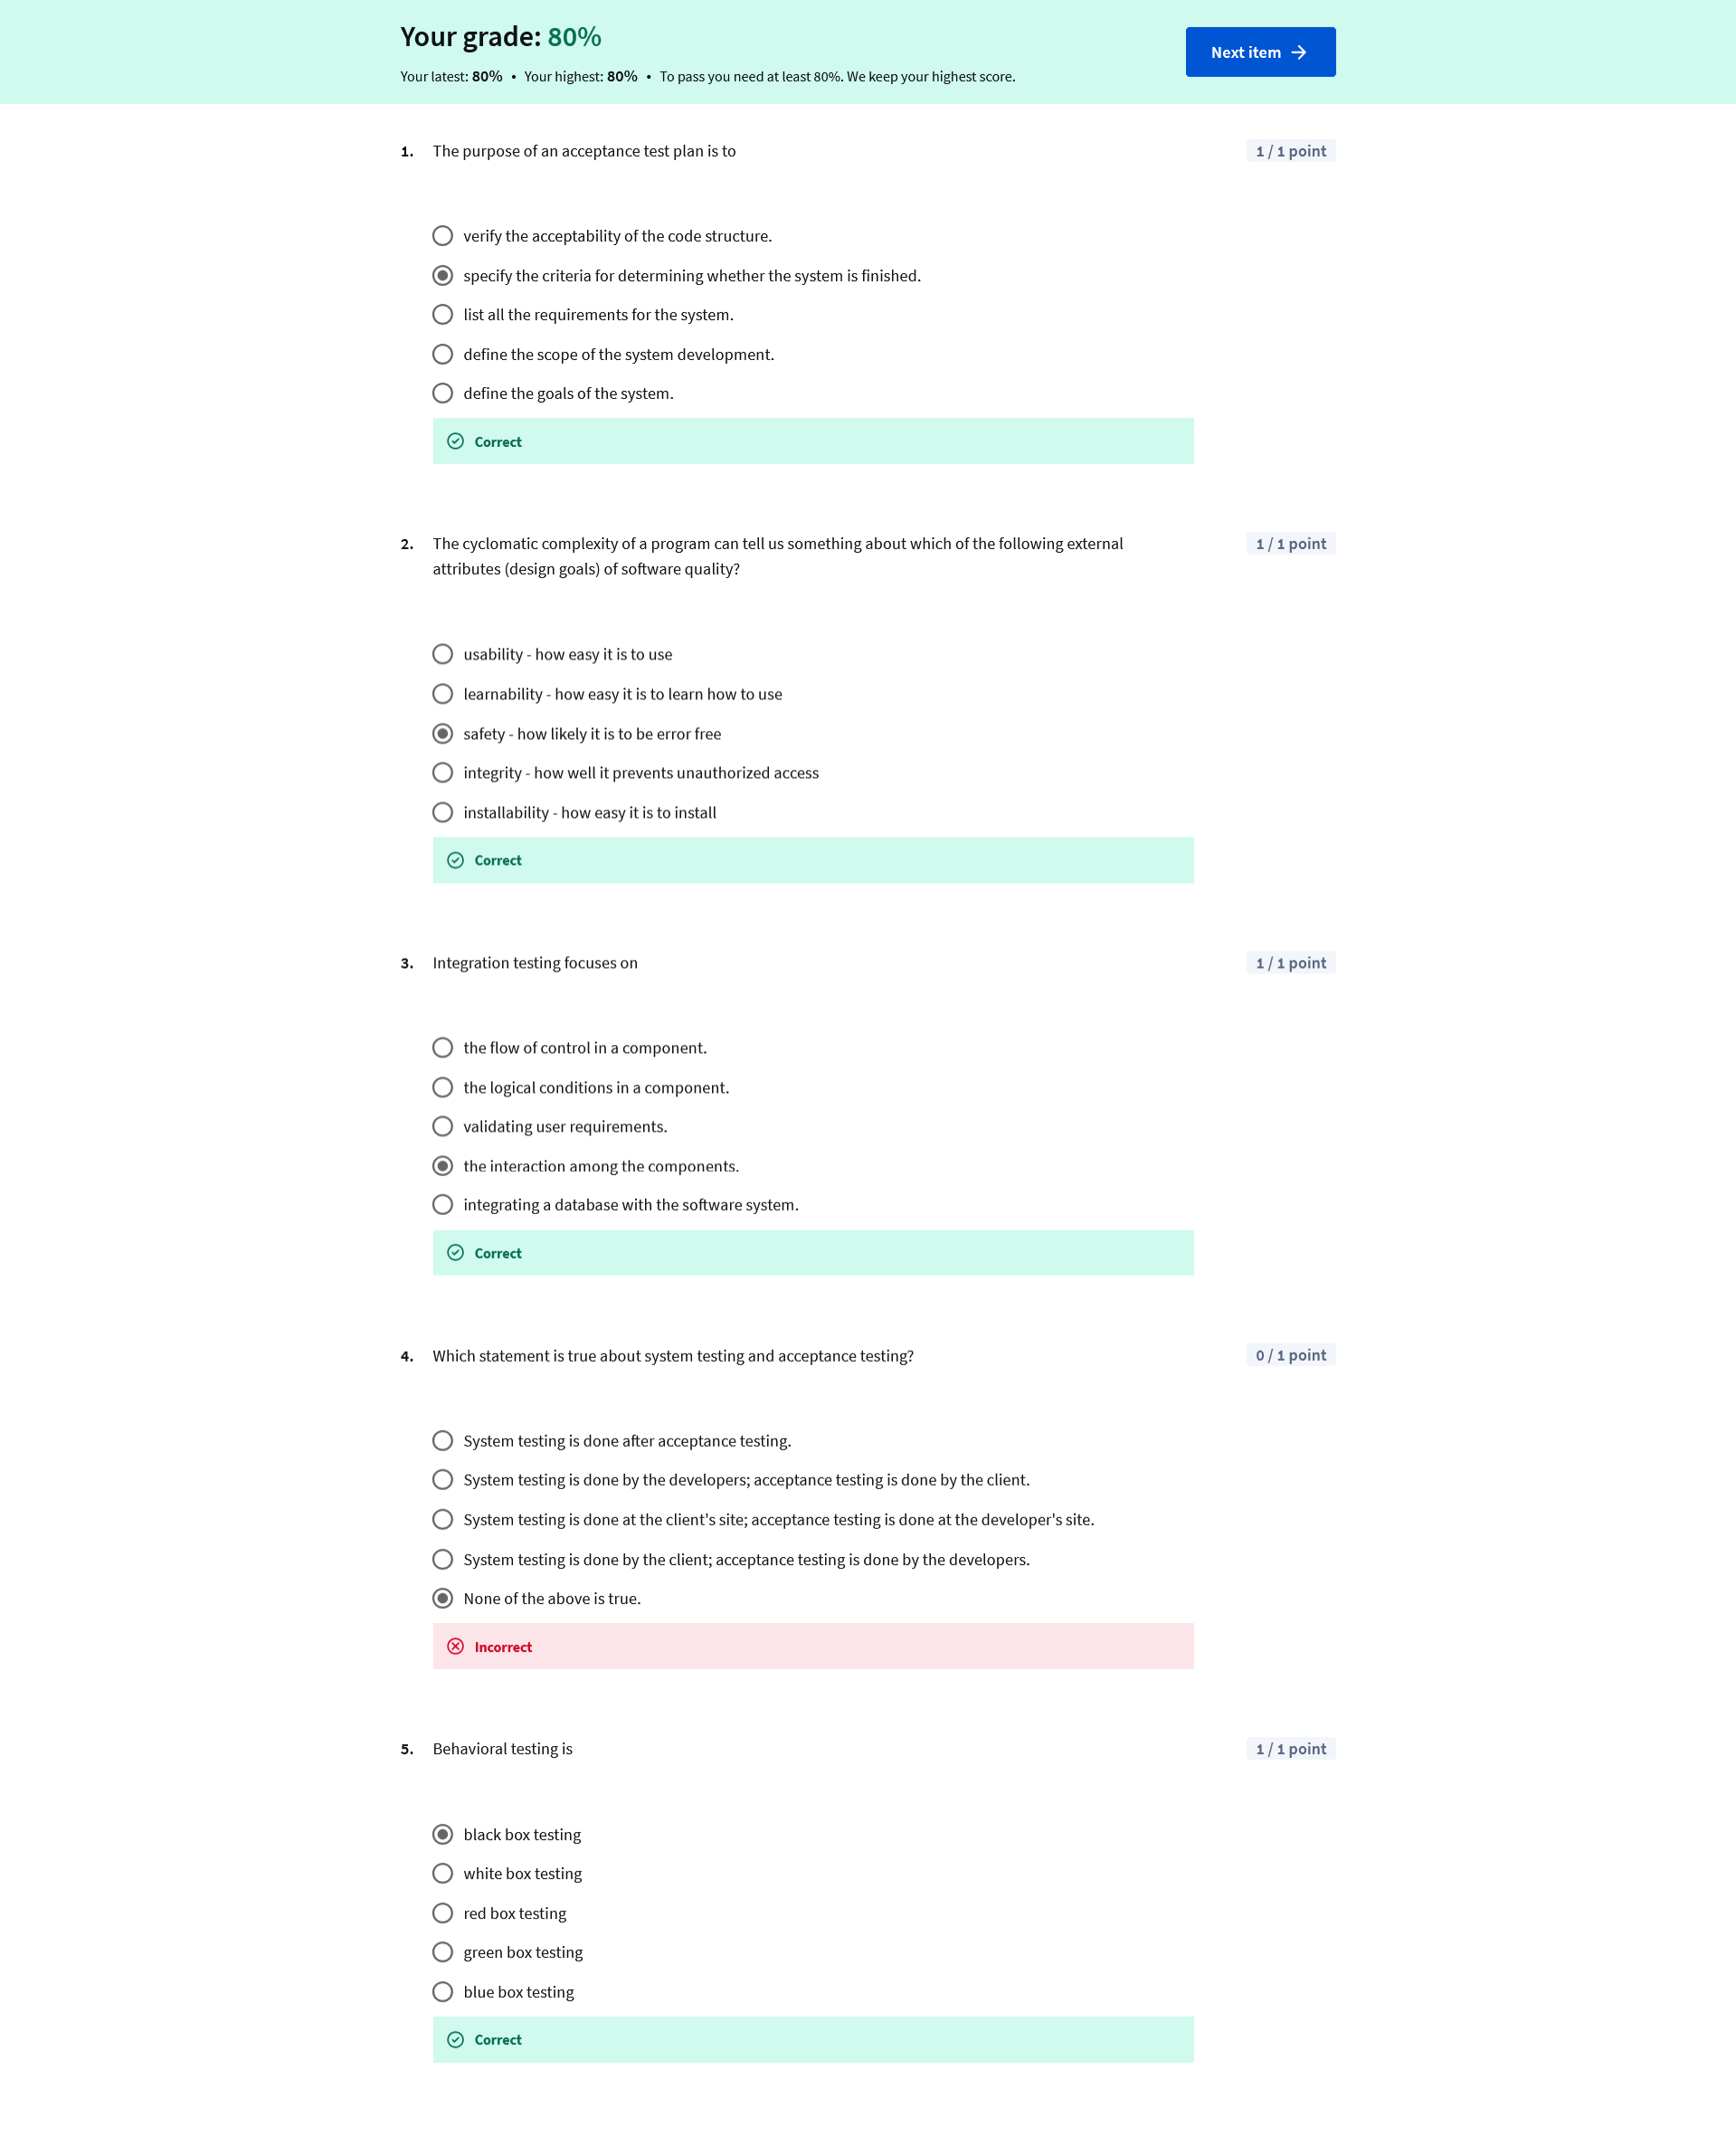 Your grade: 80%
Next item
Your latest: 80% • Your highest: 80% • To pass you need at least 80%. We keep your highest score.
1. The purpose of an acceptance test plan is to 1 / 1 point
verify the acceptability of the code structure.
specify the criteria for determining whether the system is finished.
list all the requirements for the system.
define the scope of the system development.
define the goals of the system.
Correct
2. The cyclomatic complexity of a program can tell us something about which of the following external 1 / 1 point
attributes (design goals) of software quality?
usability - how easy it is to use
learnability - how easy it is to learn how to use
safety - how likely it is to be error free
integrity - how well it prevents unauthorized access
installability - how easy it is to install
Correct
3. Integration testing focuses on 1 / 1 point
the flow of control in a component.
the logical conditions in a component.
validating user requirements.
the interaction among the components.
integrating a database with the software system.
Correct
4. Which statement is true about system testing and acceptance testing? 0 / 1 point
System testing is done after acceptance testing.
System testing is done by the developers; acceptance testing is done by the client.
System testing is done at the client's site; acceptance testing is done at the developer's site.
System testing is done by the client; acceptance testing is done by the developers.
None of the above is true.
Incorrect
5. Behavioral testing is 1 / 1 point
black box testing
white box testing
red box testing
green box testing
blue box testing
Correct